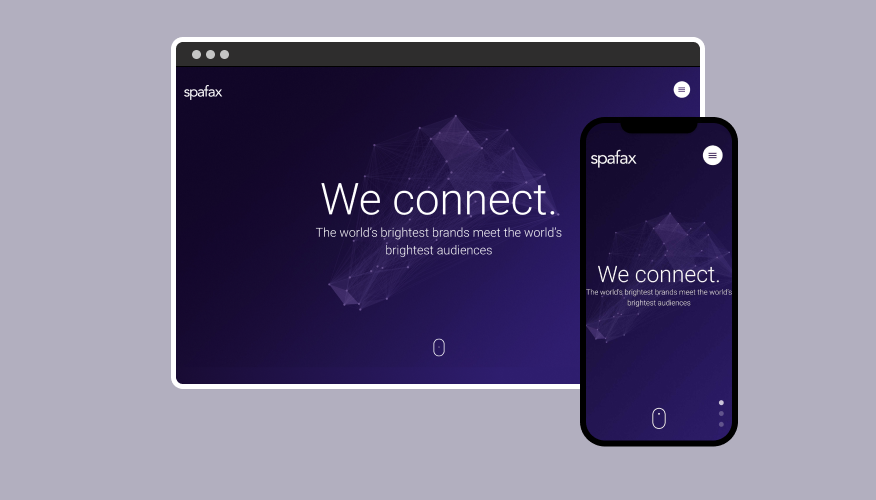 spafax
We connect.
The world's brightest brands meet the world's
brightest audiences
spafax
We connect.
The world's brightest brands meet the world's
brightest audiences